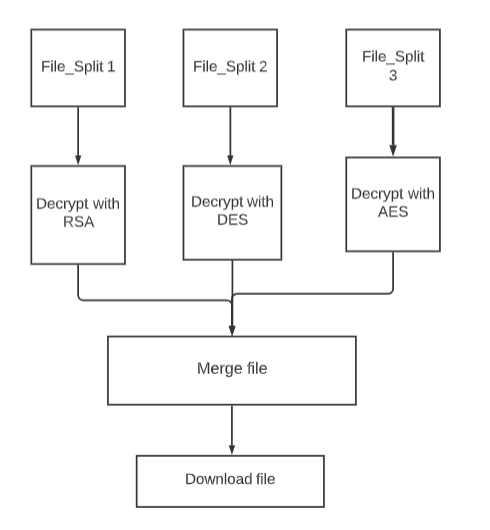 File_Split 1
File_Split 2
File_Split
3
Decrypt with
RSA
Decrypt with
DES
Decrypt with
AES
Merge file
Download file